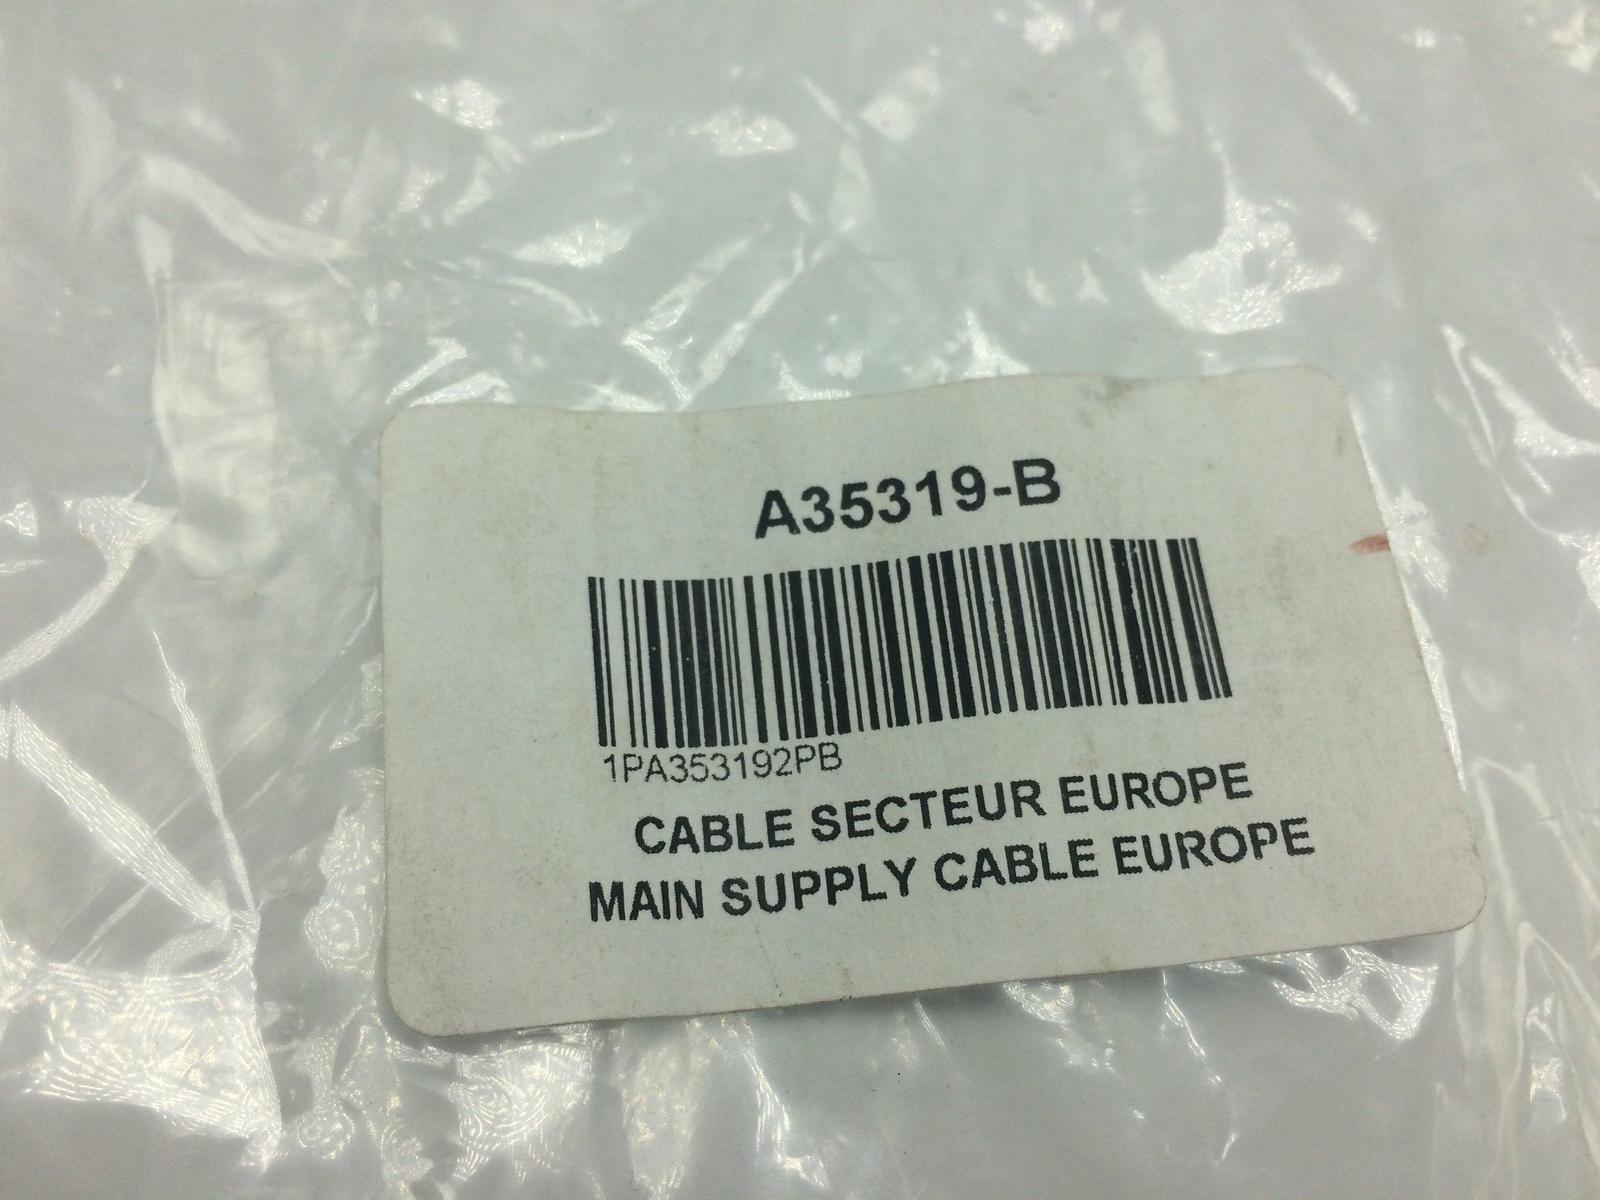 A35319-B
1PA353192PB
CABLE SECTEUR EUROPE
MAIN SUPPLY CABLE EUROPE